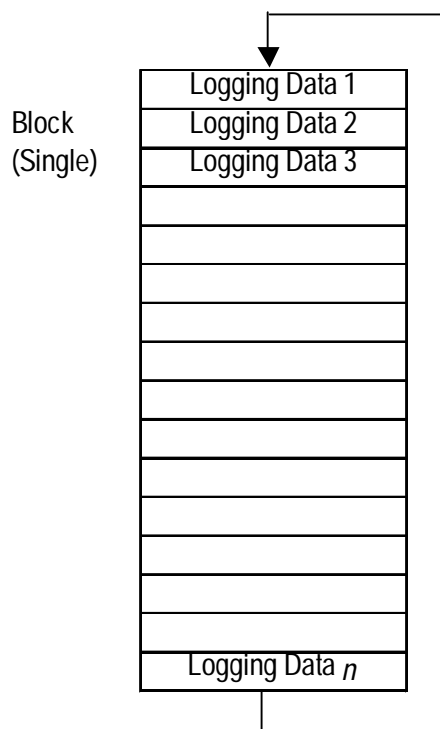 Logging Data 1
Block
Logging Data 2
(Single)
Logging Data 3
Logging Data n